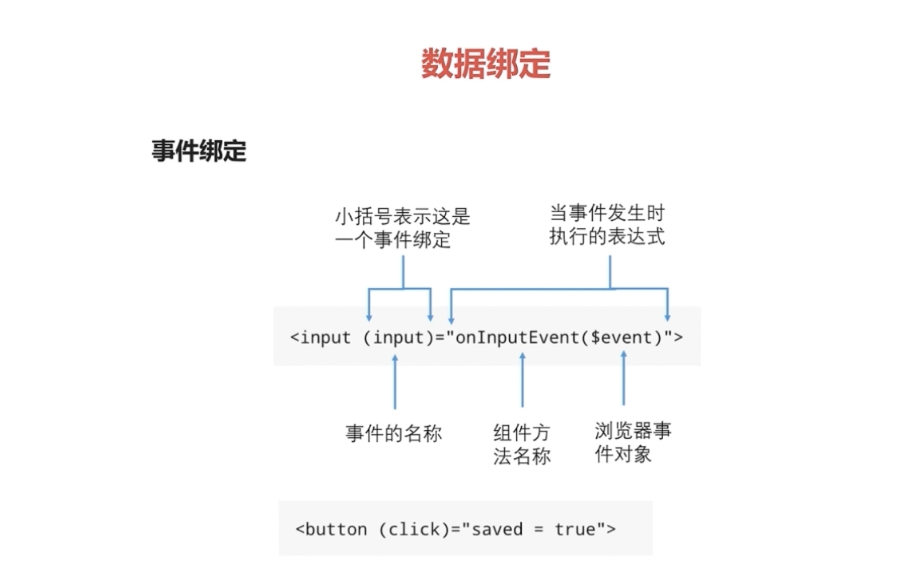 数据绑定
事件绑定
小括号表示这是
一个事件绑定
当事件发生时
执行的表达式
<input (input)="onInputEvent($event)">
事件的名称
组件方
法名称
浏览器事
件对象
<button (click)="saved = true">